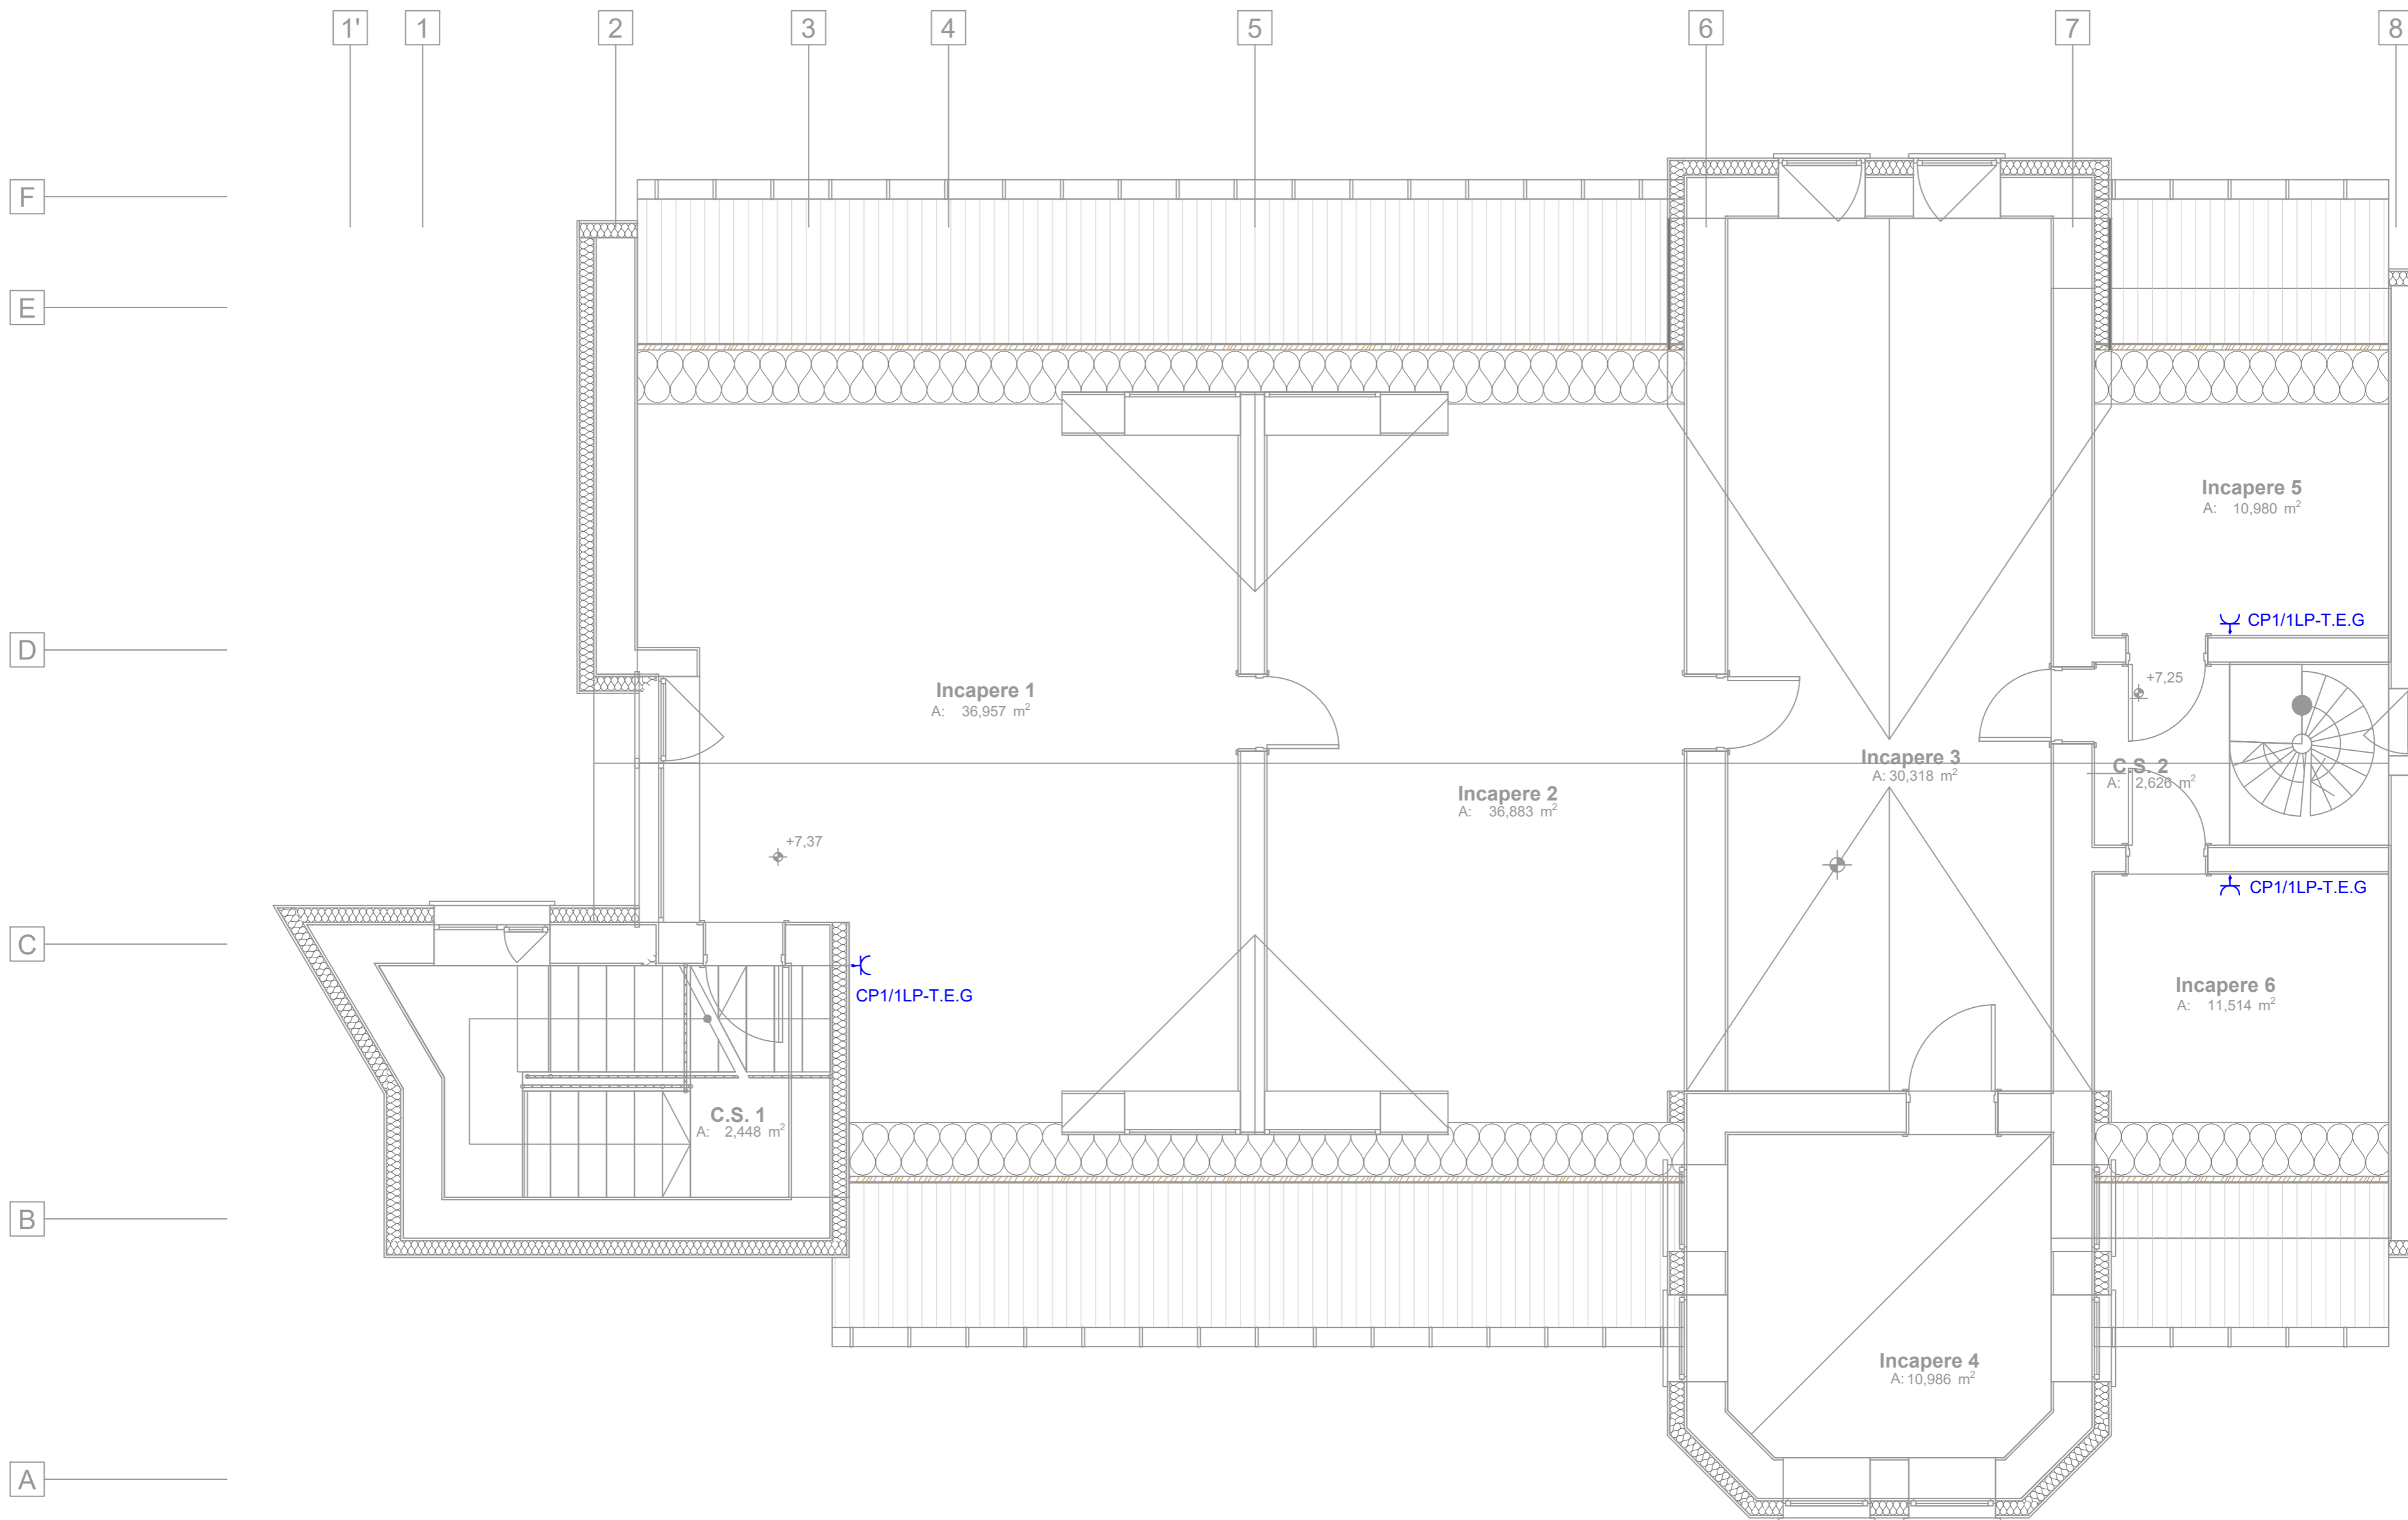 1' 1 2 3 4 5 6 7 8
F
E
Incapere 5
A: 10,980 m²
CP1/1LP-T.E.G
D
+7,25
Incapere 1
A: 36,957 m²
Incapere 3
A: 30,318 m²
C.S. 2
A: 2,626 m²
Incapere 2
A: 36,883 m²
+7,37
CP1/1LP-T.E.G
C
Incapere 6
A: 11,514 m²
CP1/1LP-T.E.G
C.S. 1
A: 2,448 m²
B
Incapere 4
A: 10,986 m²
A